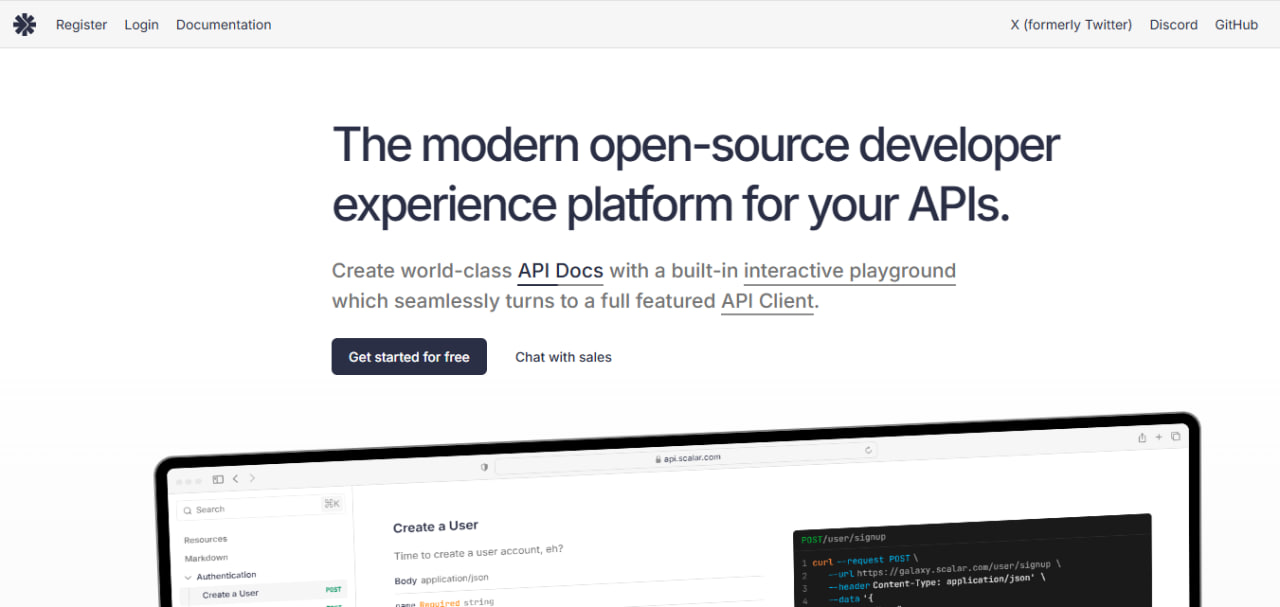 Register Login Documentation X (formerly Twitter) Discord GitHub
The modern open-source developer
experience platform for your APIs.
Create world-class API Docs with a built-in interactive playground
which seamlessly turns to a full featured API Client.
Get started for free Chat with sales
api.scalar.com
Search ⌘K
Resources
Markdown
Authentication
Create a User POST
Create a User
Time to create a user account, eh?
Body application/json
name Required string
POST/user/signup
1 curl --request POST \
2 --url https://galaxy.scalar.com/user/signup \
3 --header Content-Type: application/json' \
4 --data '{